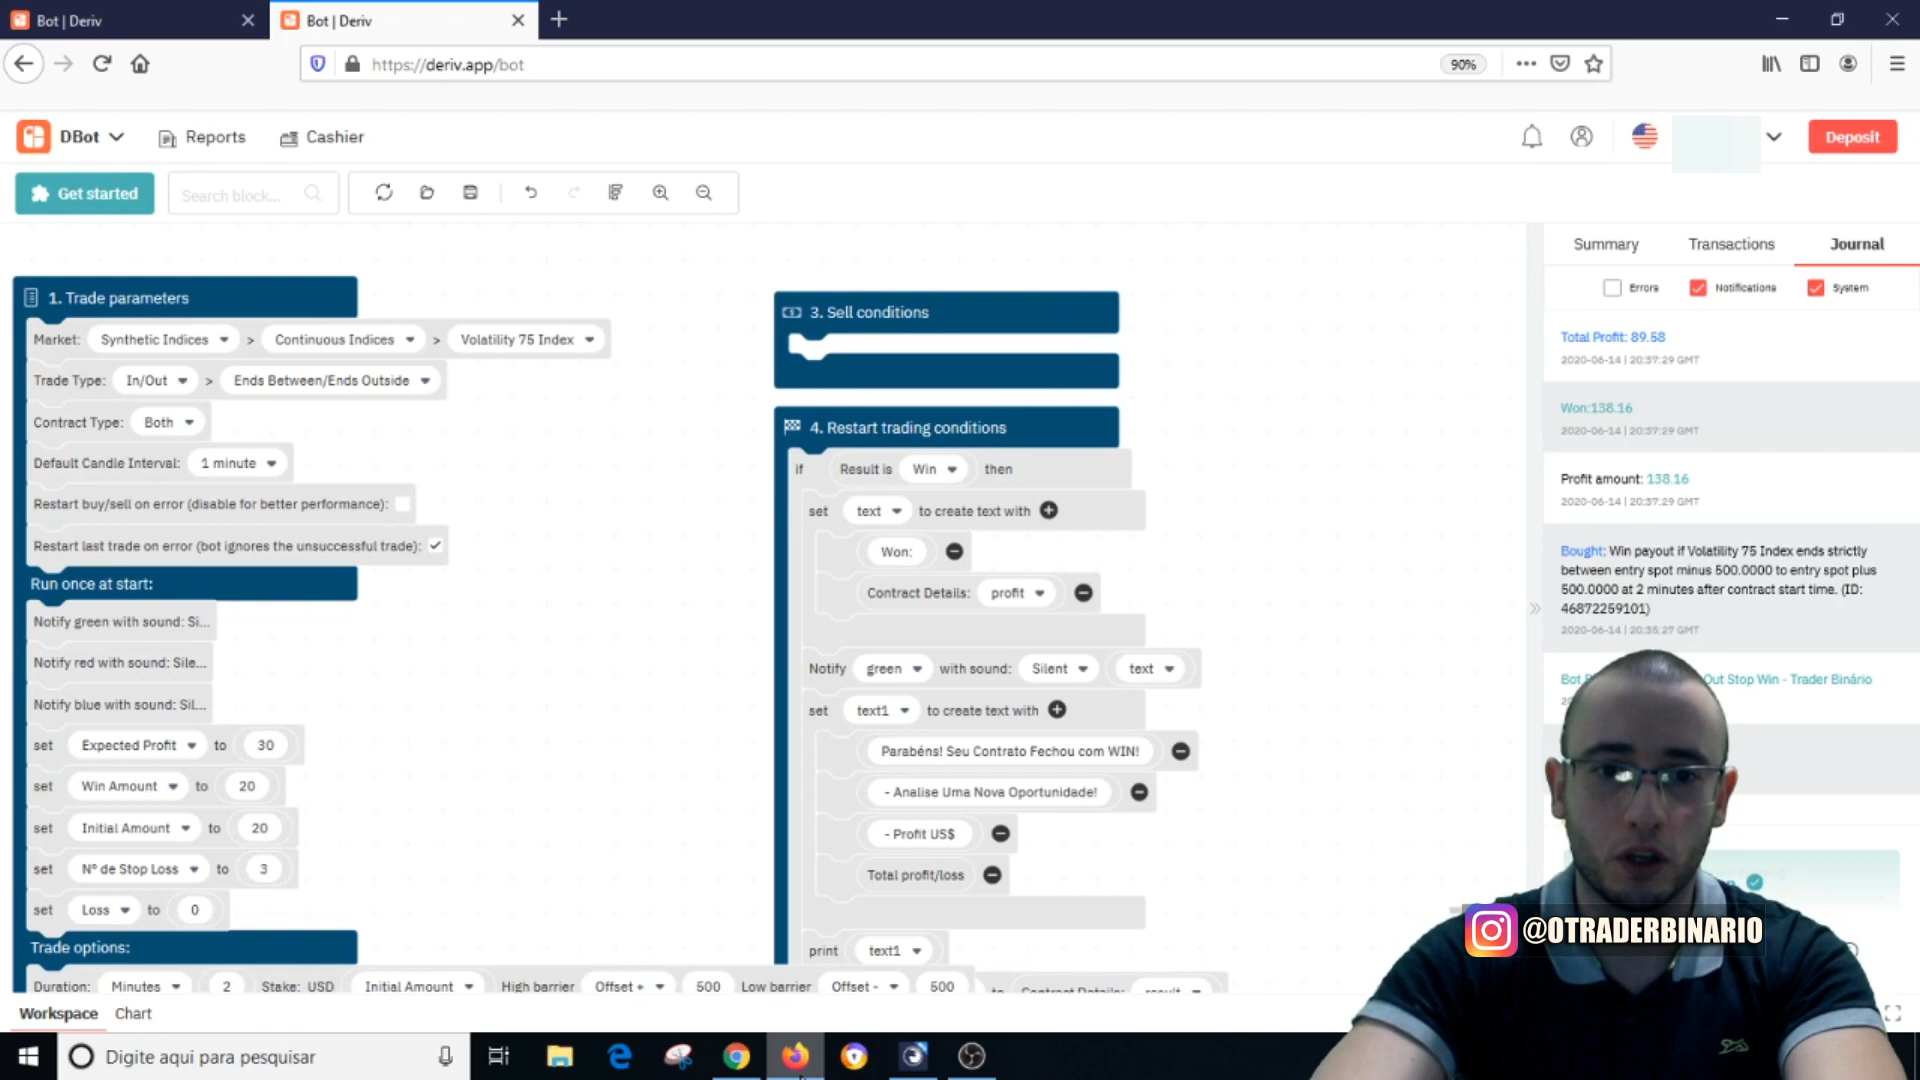 Bot | Deriv
Bot | Deriv
https://deriv.app/bot
90%
DBot
Reports
Cashier
Deposit
Get started
Search block...
Summary
Transactions
Journal
Errors
Notifications
System
1. Trade parameters
Market: Synthetic Indices > Continuous Indices > Volatility 75 Index
Trade Type: In/Out > Ends Between/Ends Outside
Contract Type: Both
Default Candle Interval: 1 minute
Restart buy/sell on error (disable for better performance):
Restart last trade on error (bot ignores the unsuccessful trade):
Run once at start:
Notify green with sound: Si...
Notify red with sound: Sile...
Notify blue with sound: Sil...
set Expected Profit to 30
set Win Amount to 20
set Initial Amount to 20
set Nº de Stop Loss to 3
set Loss to 0
Trade options:
Duration: Minutes 2 Stake: USD Initial Amount High barrier Offset + 500 Low barrier Offset - 500
3. Sell conditions
4. Restart trading conditions
if Result is Win then
set text to create text with
Won:
Contract Details: profit
Notify green with sound: Silent text
set text1 to create text with
Parabéns! Seu Contrato Fechou com WIN!
- Analise Uma Nova Oportunidade!
- Profit US$
Total profit/loss
print text1
to Contract Details: result
Total Profit: 89.58
2020-06-14 | 20:37:29 GMT
Won:138.16
2020-06-14 | 20:37:29 GMT
Profit amount: 138.16
2020-06-14 | 20:37:29 GMT
Bought: Win payout if Volatility 75 Index ends strictly
between entry spot minus 500.0000 to entry spot plus
500.0000 at 2 minutes after contract start time. (ID:
46872259101)
2020-06-14 | 20:35:27 GMT
Bot
Out Stop Win - Trader Binário
@OTRADERBINARIO
Workspace
Chart
Digite aqui para pesquisar